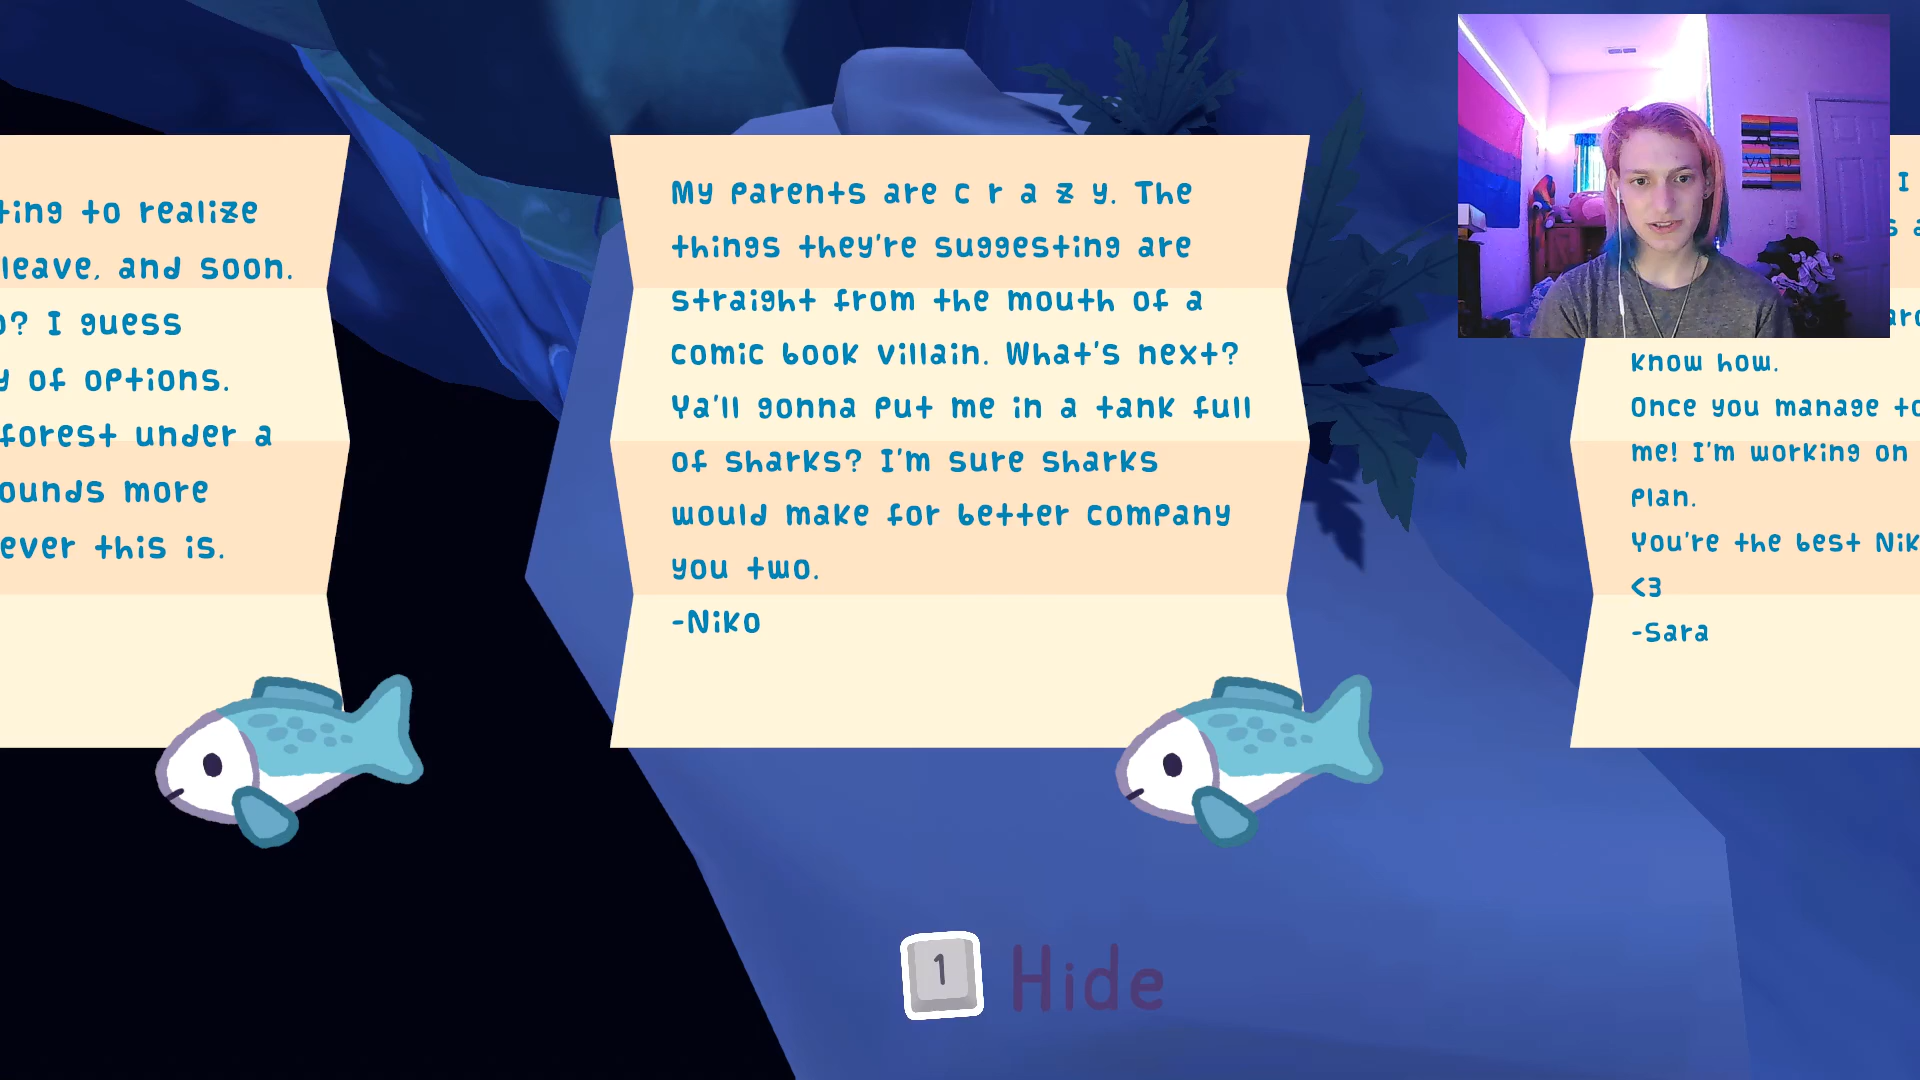 ting to realize
leave, and soon.
? I guess
of options.
forest under a
ounds more
ever this is.
My parents are c r a z y. The
things they're suggesting are
straight from the mouth of a
comic book villain. What's next?
Ya'll gonna put me in a tank full
of sharks? I'm sure sharks
would make for better company
you two.
-Niko
I
know how.
Once you manage to
me! I'm working on
plan.
You're the best Nik
<3
-Sara
VALID
1 Hide